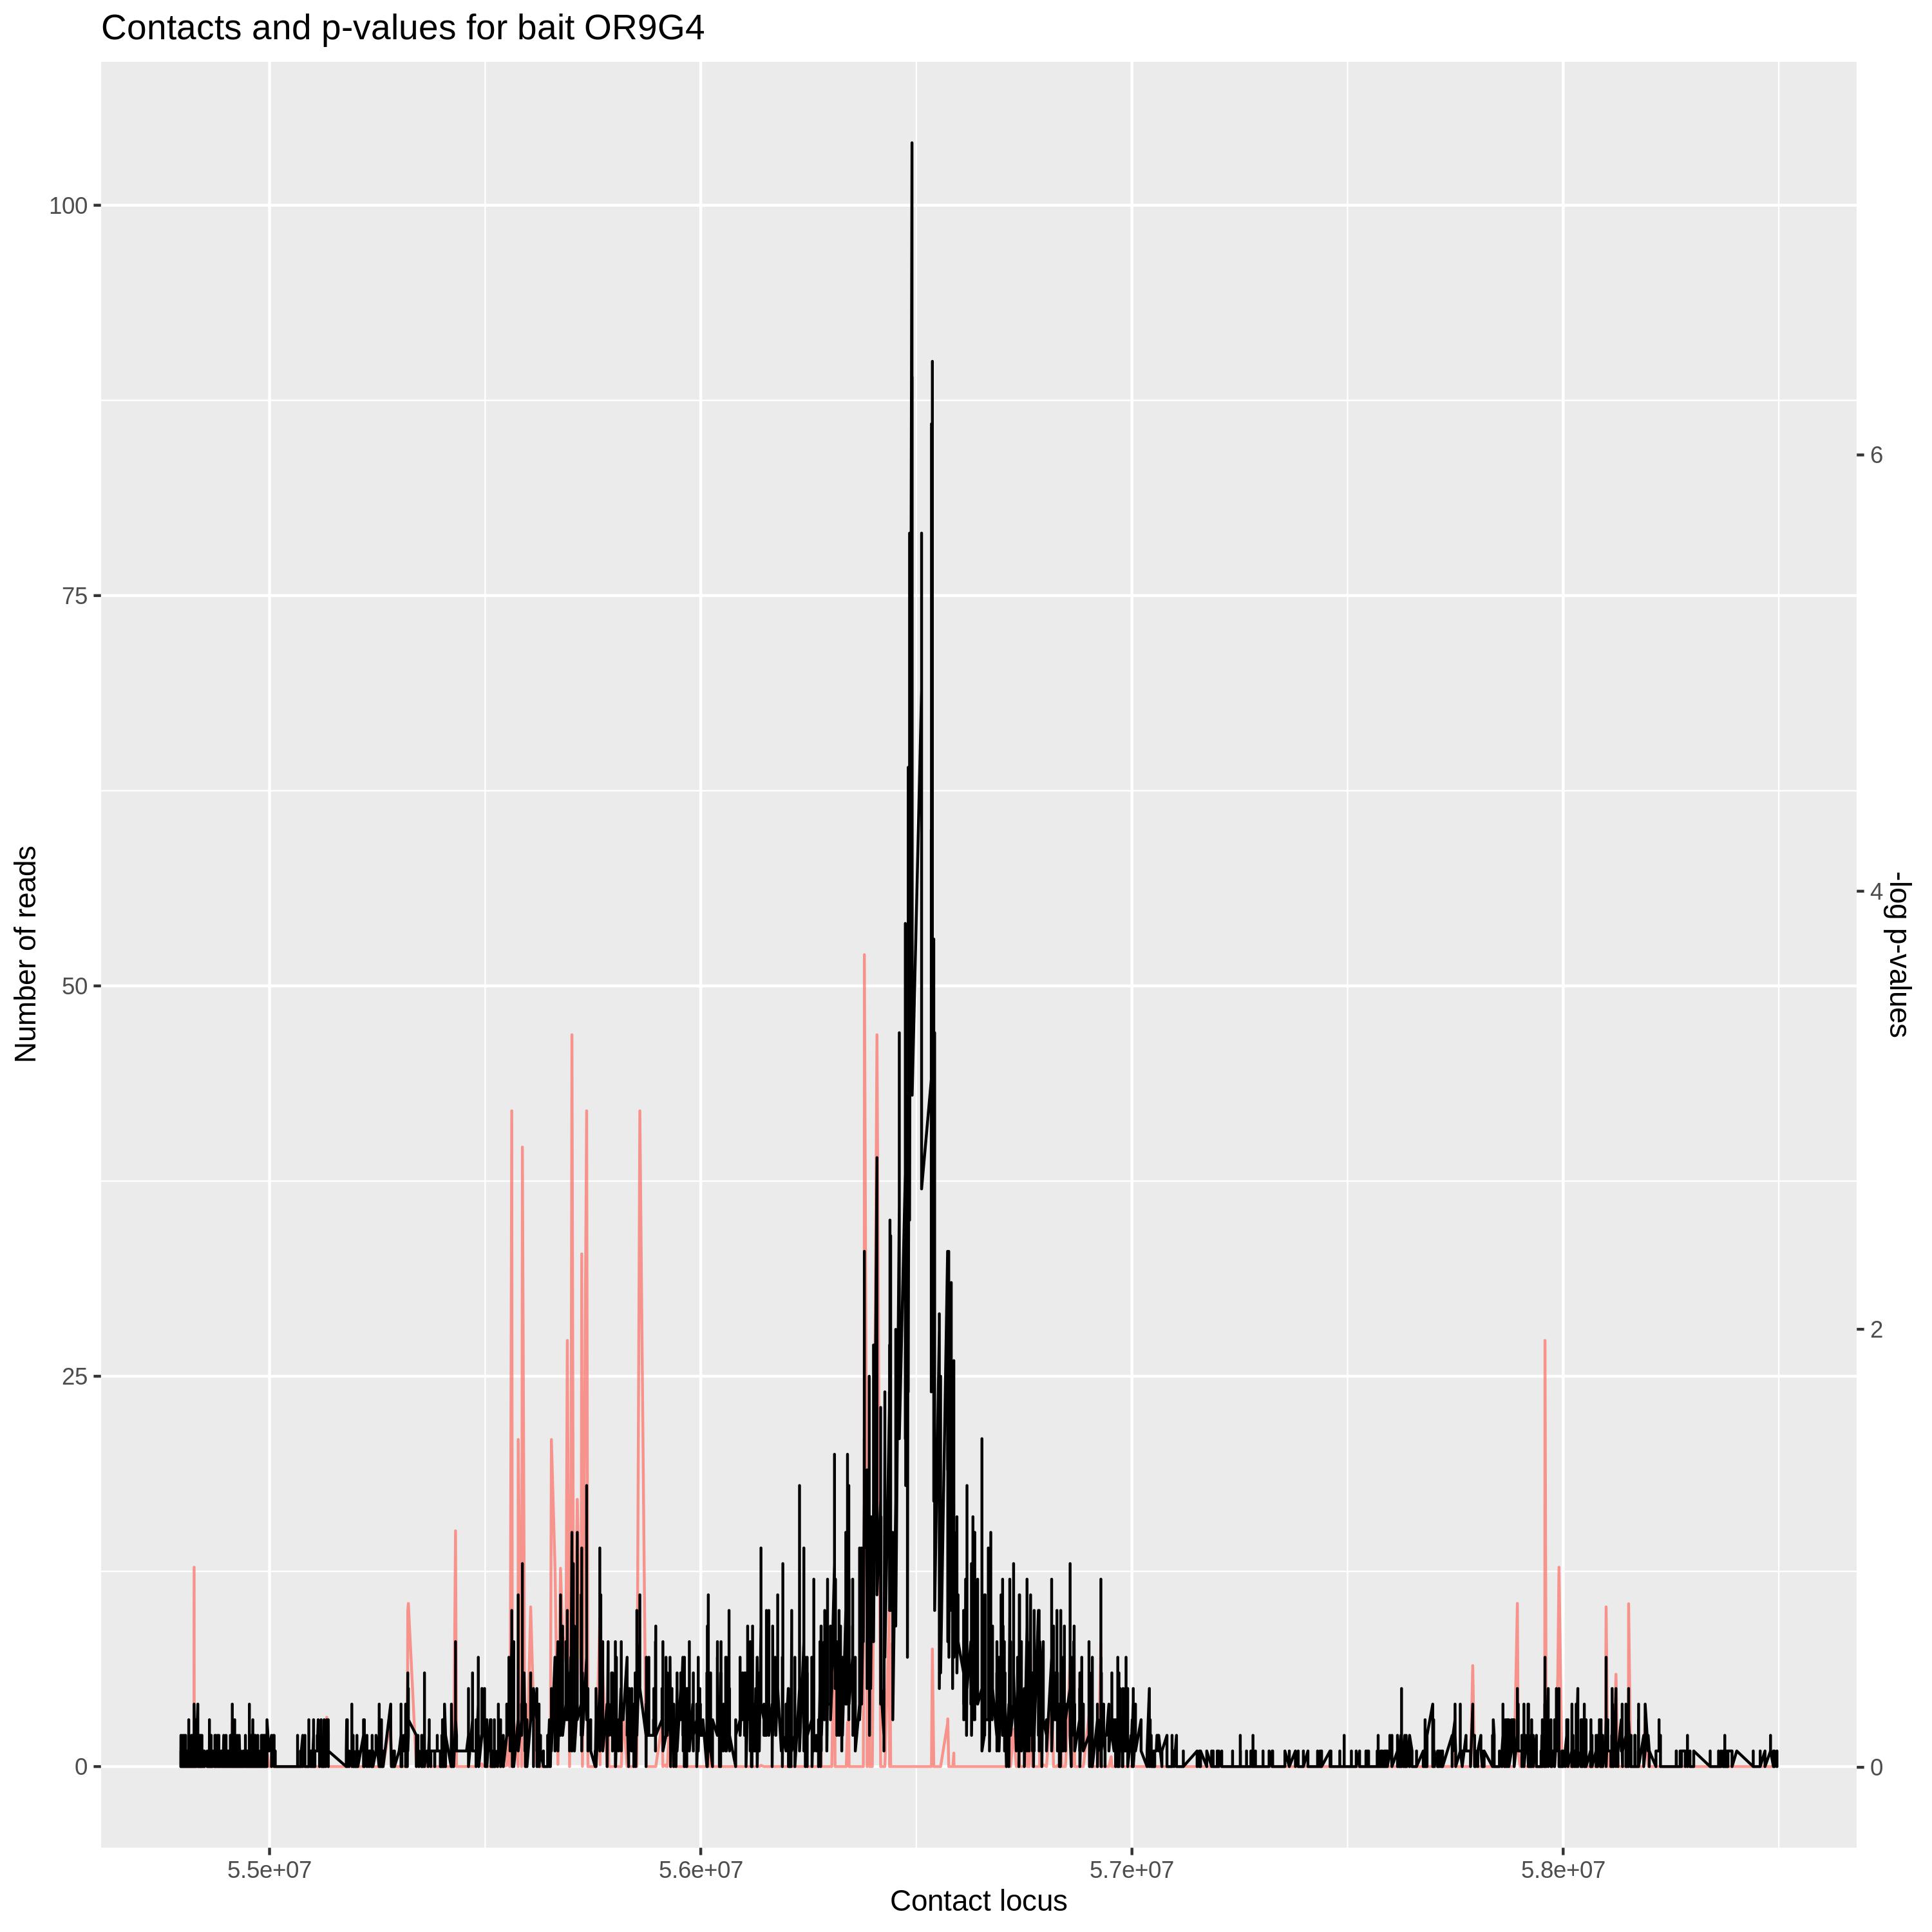 Contacts and p-values for bait OR9G4
100
75
50
25
0
Number of reads
6
4
2
0
-log p-values
5.5e+07
5.6e+07
5.7e+07
5.8e+07
Contact locus